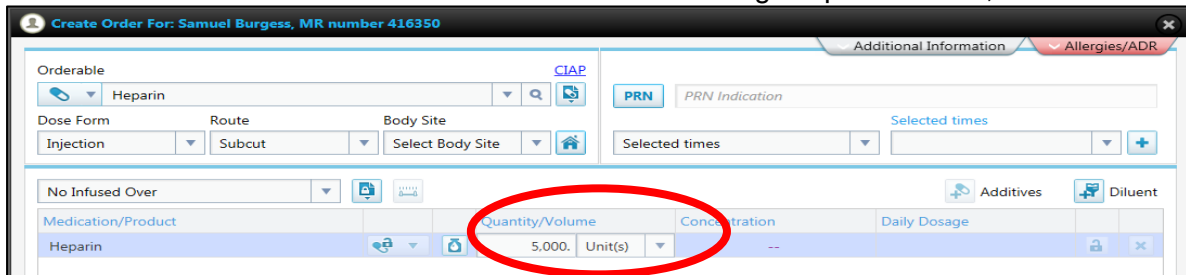 Create Order For: Samuel Burgess, MR number 416350
Additional Information
Allergies/ADR
Orderable
CIAP
Heparin
PRN
PRN Indication
Dose Form
Route
Body Site
Selected times
Injection
Subcut
Select Body Site
Selected times
No Infused Over
Additives
Diluent
Medication/Product
Quantity/Volume
Concentration
Daily Dosage
Heparin
5,000.
Unit(s)
--